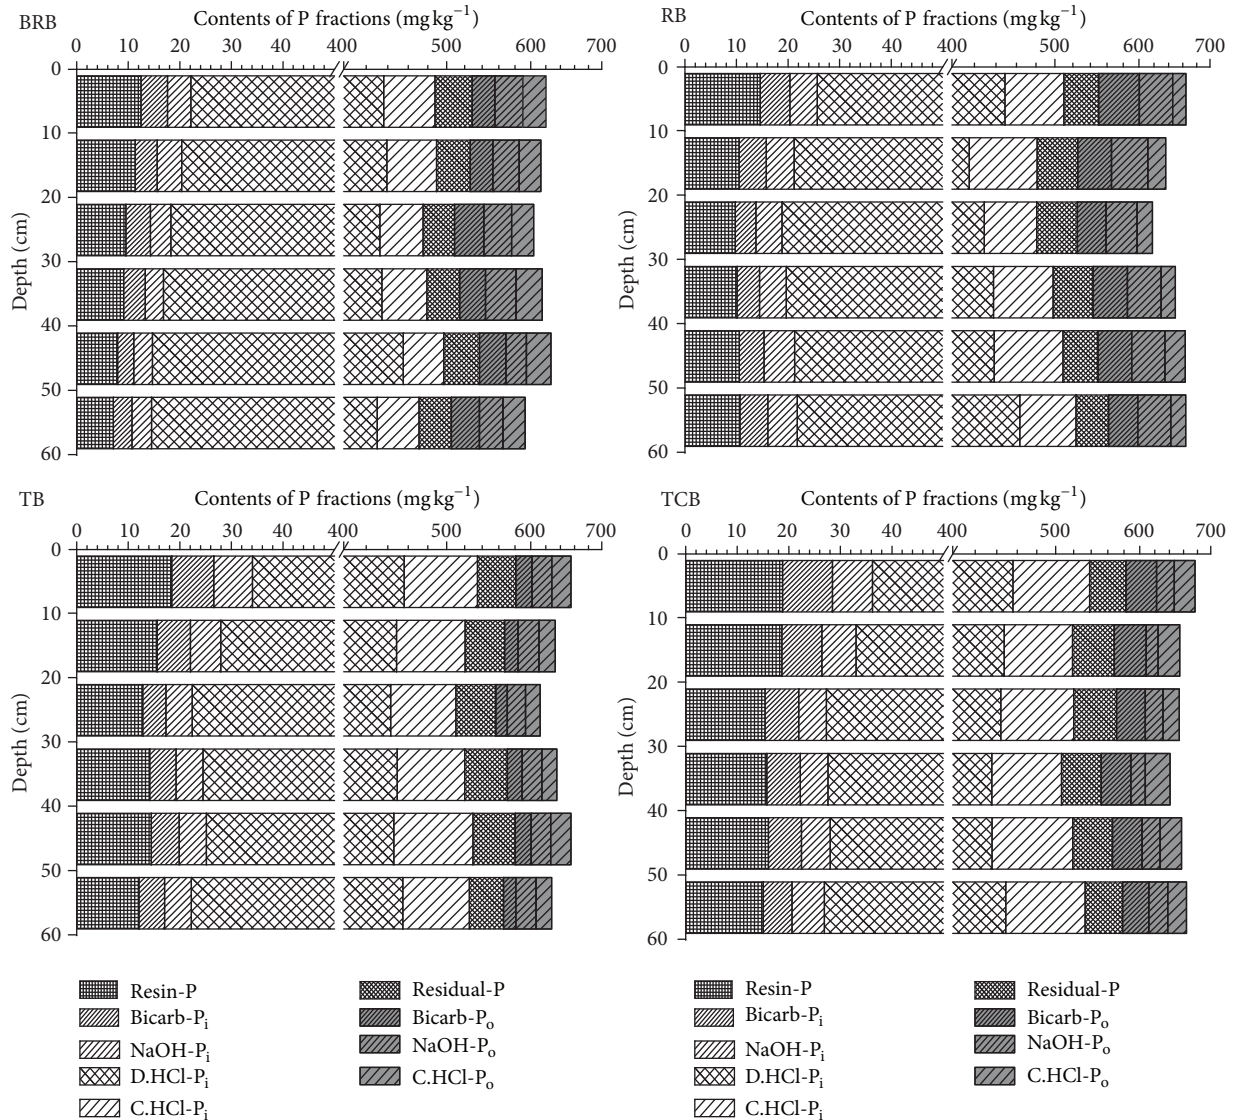 BRB
Contents of P fractions (mg kg⁻¹)
0 10 20 30 40 400 500 600 700
0
10
20
30
40
50
60
Depth (cm)
RB
Contents of P fractions (mg kg⁻¹)
0 10 20 30 40 400 500 600 700
0
10
20
30
40
50
60
Depth (cm)
TB
Contents of P fractions (mg kg⁻¹)
0 10 20 30 40 400 500 600 700
0
10
20
30
40
50
60
Depth (cm)
TCB
Contents of P fractions (mg kg⁻¹)
0 10 20 30 40 400 500 600 700
0
10
20
30
40
50
60
Depth (cm)
Resin-P
Bicarb-Pᵢ
NaOH-Pᵢ
D.HCl-Pᵢ
C.HCl-Pᵢ
Residual-P
Bicarb-Pₒ
NaOH-Pₒ
C.HCl-Pₒ
Resin-P
Bicarb-Pᵢ
NaOH-Pᵢ
D.HCl-Pᵢ
C.HCl-Pᵢ
Residual-P
Bicarb-Pₒ
NaOH-Pₒ
C.HCl-Pₒ